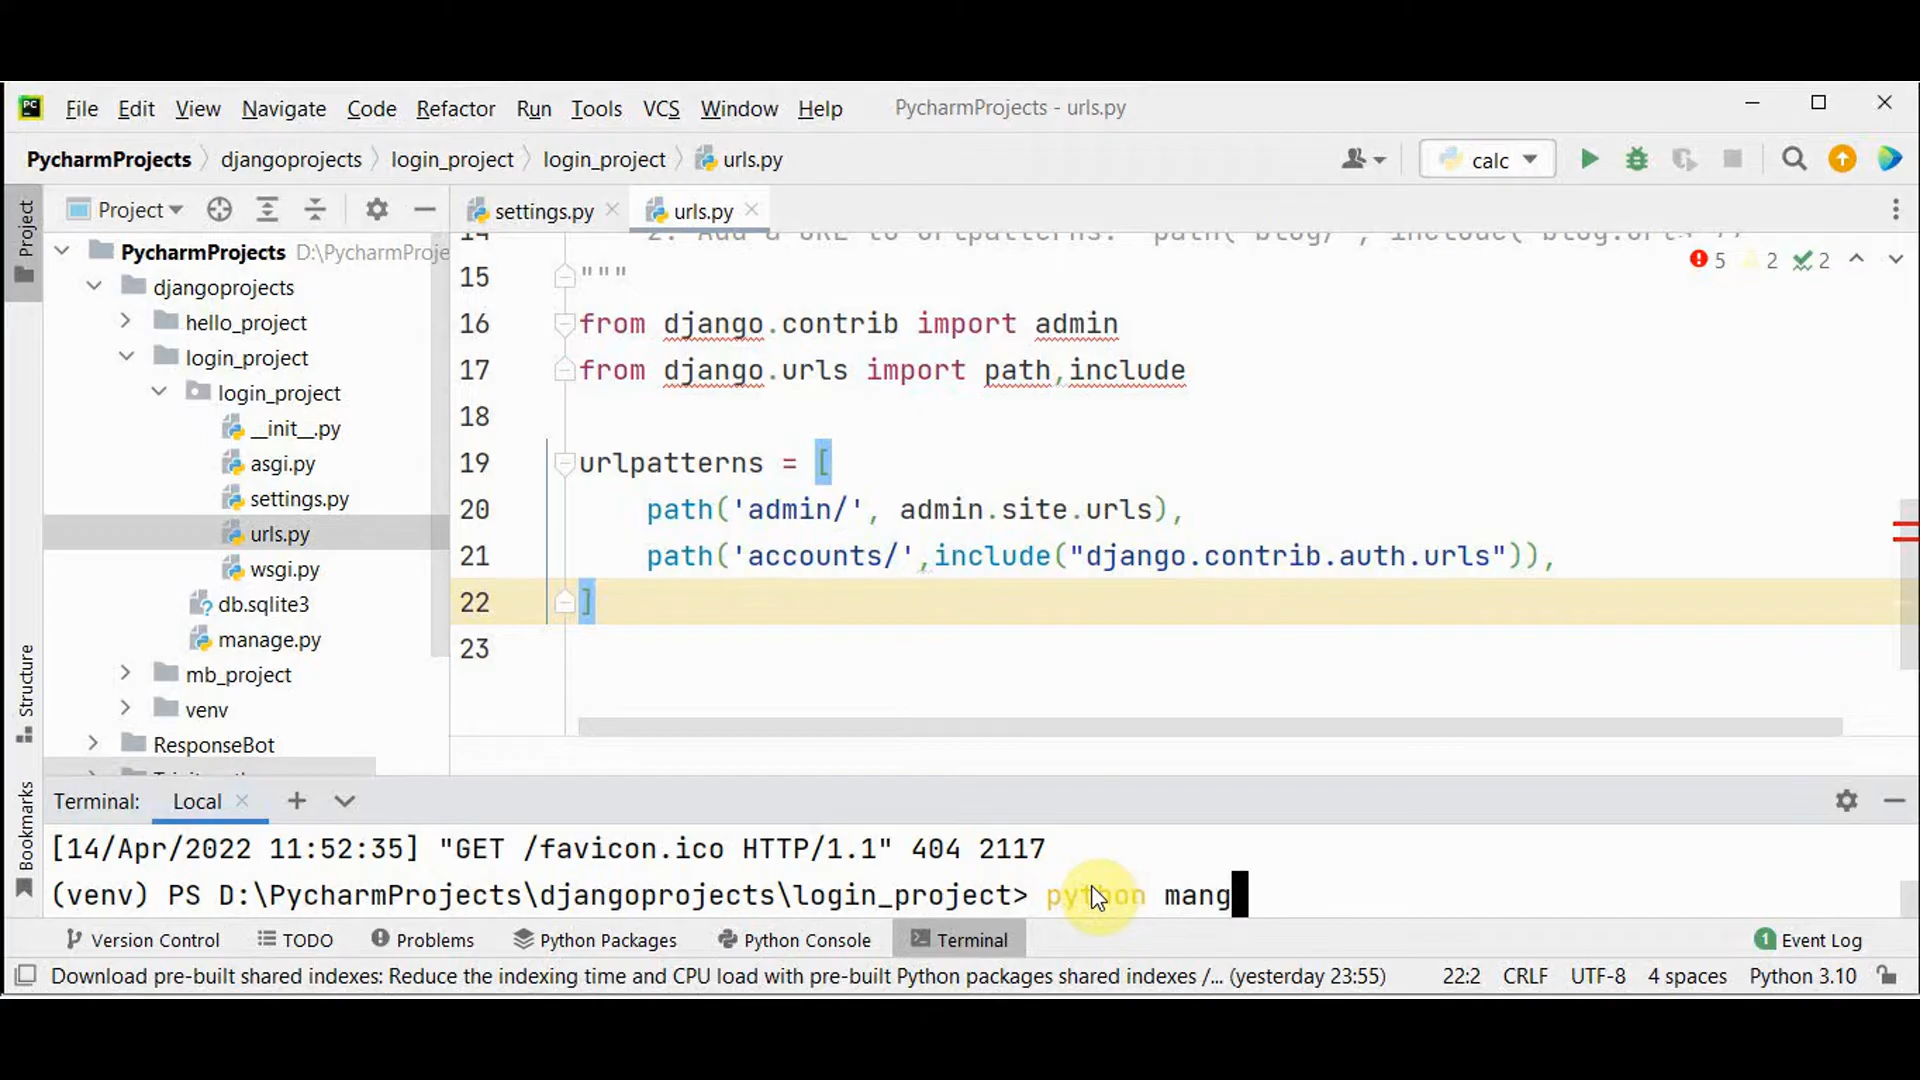 PC File Edit View Navigate Code Refactor Run Tools VCS Window Help PycharmProjects - urls.py
PycharmProjects djangoprojects login_project login_project urls.py calc
Project settings.py urls.py
Project
PycharmProjects D:\PycharmProje
djangoprojects
hello_project
login_project
login_project
__init__.py
asgi.py
settings.py
urls.py
wsgi.py
db.sqlite3
manage.py
mb_project
venv
ResponseBot
Structure
Bookmarks
5 2 2
15 """
16 from django.contrib import admin
17 from django.urls import path,include
18
19 urlpatterns = [
20 path('admin/', admin.site.urls),
21 path('accounts/',include("django.contrib.auth.urls")),
22 ]
23
Terminal: Local
[14/Apr/2022 11:52:35] "GET /favicon.ico HTTP/1.1" 404 2117
(venv) PS D:\PycharmProjects\djangoprojects\login_project> python mang
Version Control TODO Problems Python Packages Python Console Terminal 1 Event Log
Download pre-built shared indexes: Reduce the indexing time and CPU load with pre-built Python packages shared indexes /... (yesterday 23:55) 22:2 CRLF UTF-8 4 spaces Python 3.10